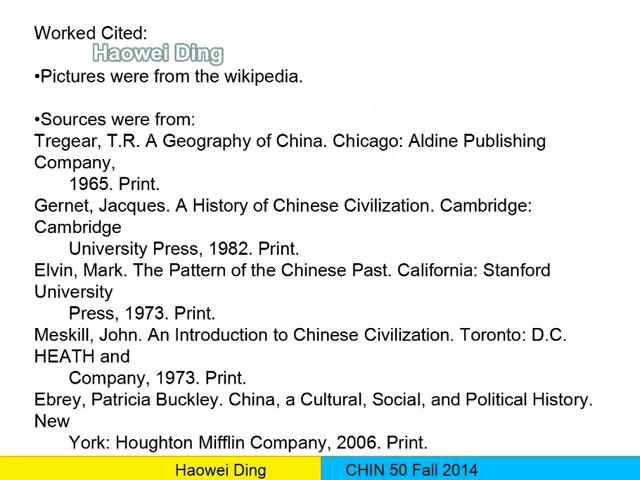 Worked Cited:
Haowei Ding
•Pictures were from the wikipedia.
•Sources were from:
Tregear, T.R. A Geography of China. Chicago: Aldine Publishing
Company,
1965. Print.
Gernet, Jacques. A History of Chinese Civilization. Cambridge:
Cambridge
University Press, 1982. Print.
Elvin, Mark. The Pattern of the Chinese Past. California: Stanford
University
Press, 1973. Print.
Meskill, John. An Introduction to Chinese Civilization. Toronto: D.C.
HEATH and
Company, 1973. Print.
Ebrey, Patricia Buckley. China, a Cultural, Social, and Political History.
New
York: Houghton Mifflin Company, 2006. Print.
Haowei Ding CHIN 50 Fall 2014